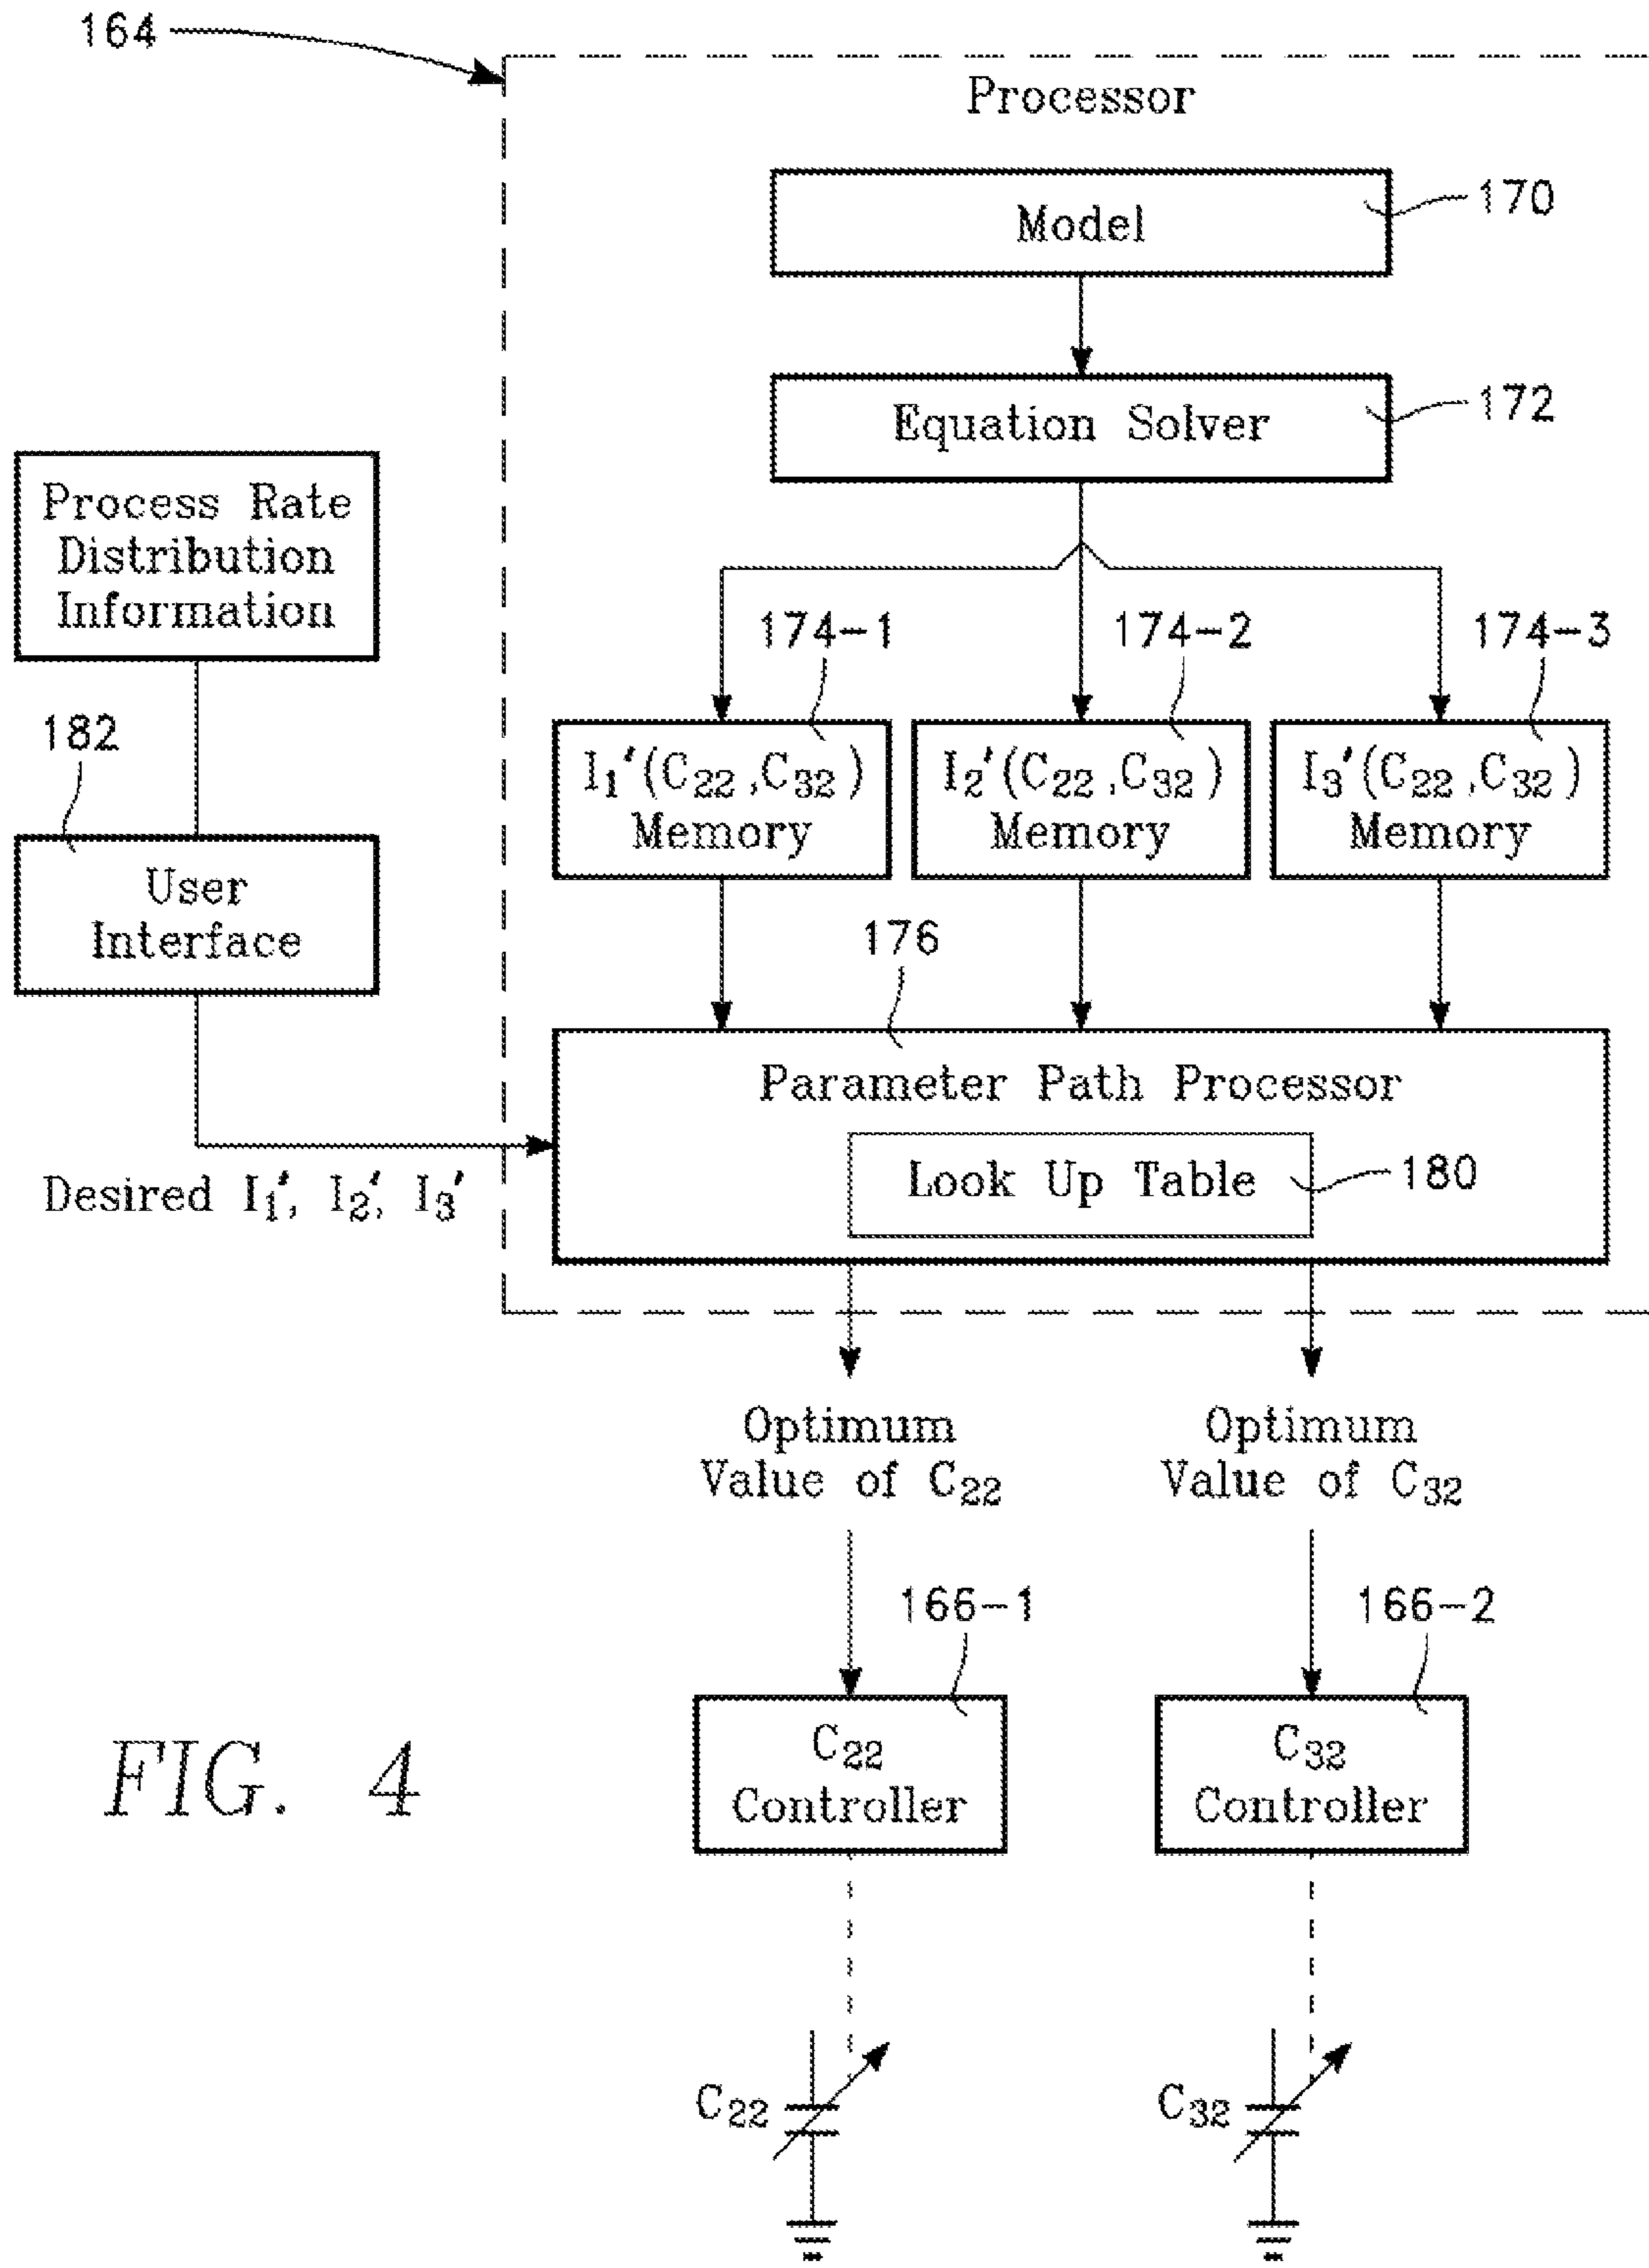 164
Processor
Model
170
Equation Solver
172
Process Rate
Distribution
Information
174-1
174-2
174-3
182
I₁'(C₂₂,C₃₂)
Memory
I₂'(C₂₂,C₃₂)
Memory
I₃'(C₂₂,C₃₂)
Memory
User
Interface
176
Parameter Path Processor
Look Up Table
180
Desired I₁', I₂', I₃'
Optimum
Value of C₂₂
Optimum
Value of C₃₂
166-1
166-2
C₂₂
Controller
C₃₂
Controller
FIG. 4
C₂₂
C₃₂